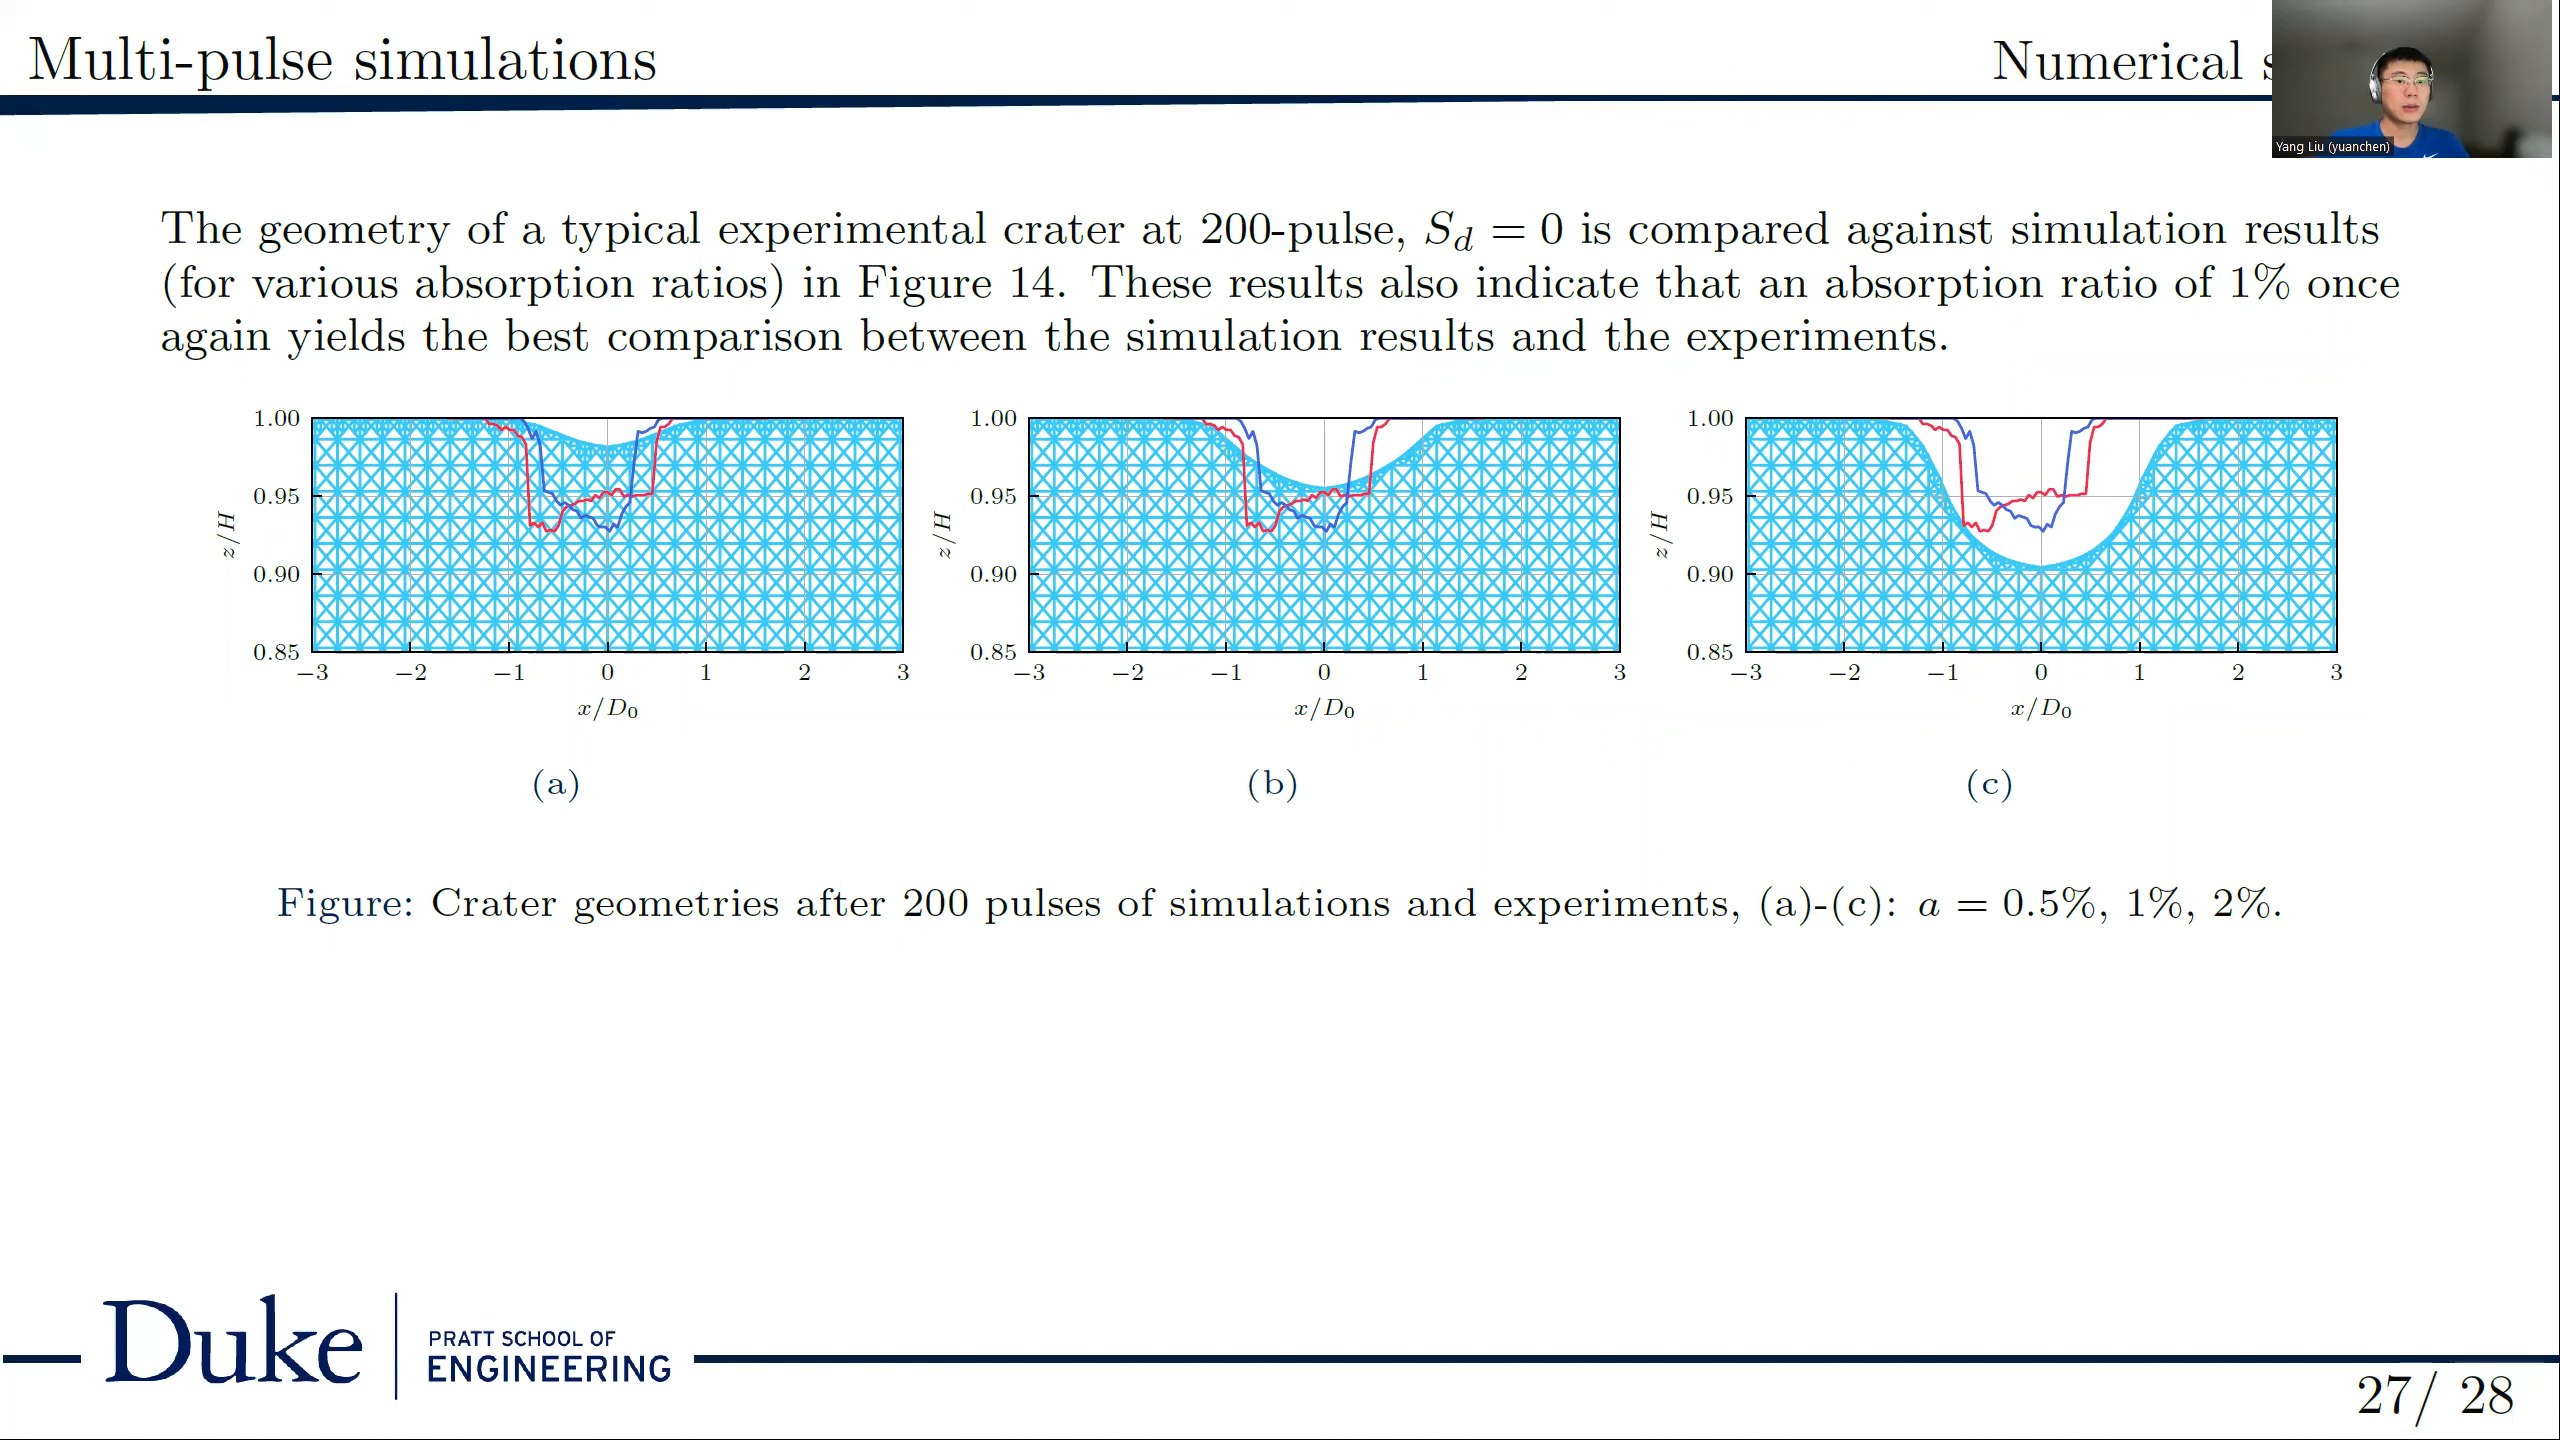 Multi-pulse simulations
Numerical
Yang Liu (yuanchen)
The geometry of a typical experimental crater at 200-pulse, S_d = 0 is compared against simulation results
(for various absorption ratios) in Figure 14. These results also indicate that an absorption ratio of 1% once
again yields the best comparison between the simulation results and the experiments.
1.00
0.95
0.90
0.85
z/H
−3 −2 −1 0 1 2 3
x/D₀
(a)
1.00
0.95
0.90
0.85
z/H
−3 −2 −1 0 1 2 3
x/D₀
(b)
1.00
0.95
0.90
0.85
z/H
−3 −2 −1 0 1 2 3
x/D₀
(c)
Figure: Crater geometries after 200 pulses of simulations and experiments, (a)-(c): a = 0.5%, 1%, 2%.
Duke
PRATT SCHOOL OF
ENGINEERING
27/ 28